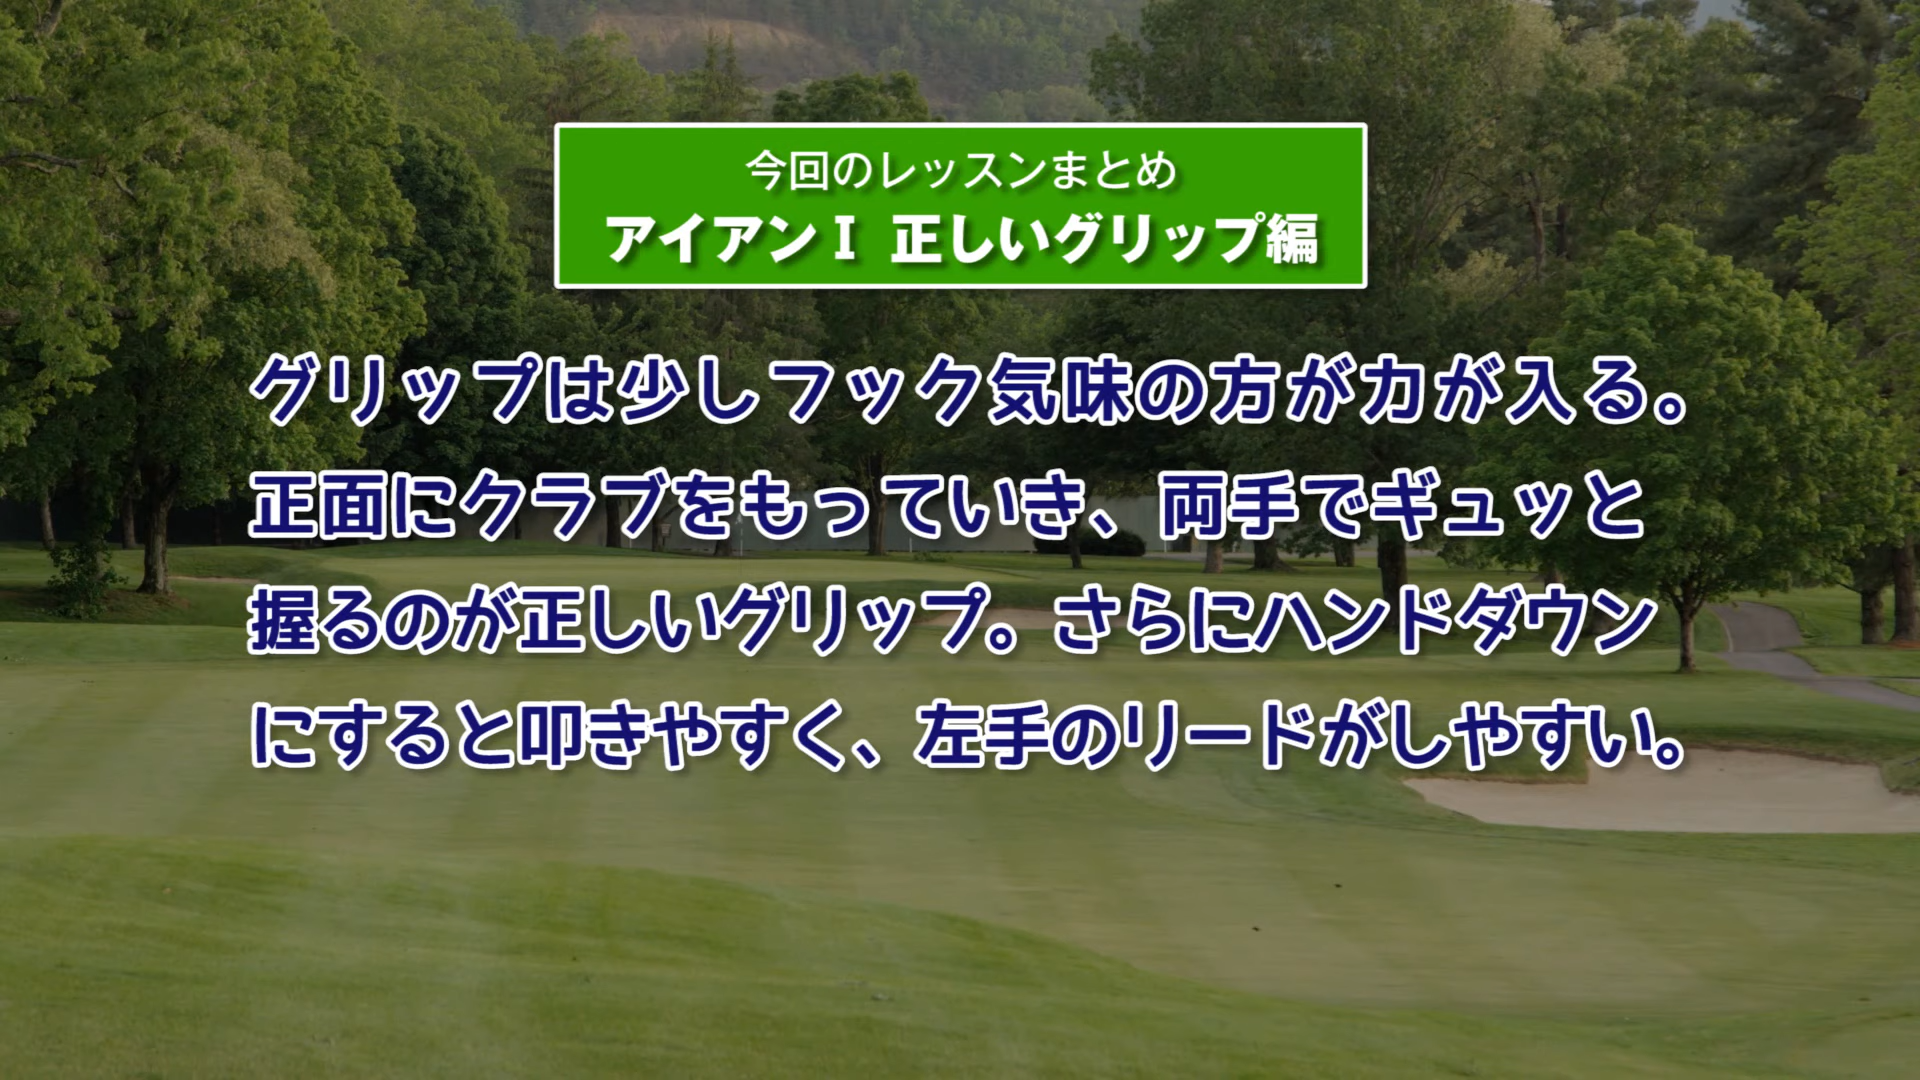 今回のレッスンまとめ
アイアンⅠ 正しいグリップ編
グリップは少しフック気味の方が力が入る。
正面にクラブをもっていき、両手でギュッと
握るのが正しいグリップ。さらにハンドダウン
にすると叩きやすく、左手のリードがしやすい。